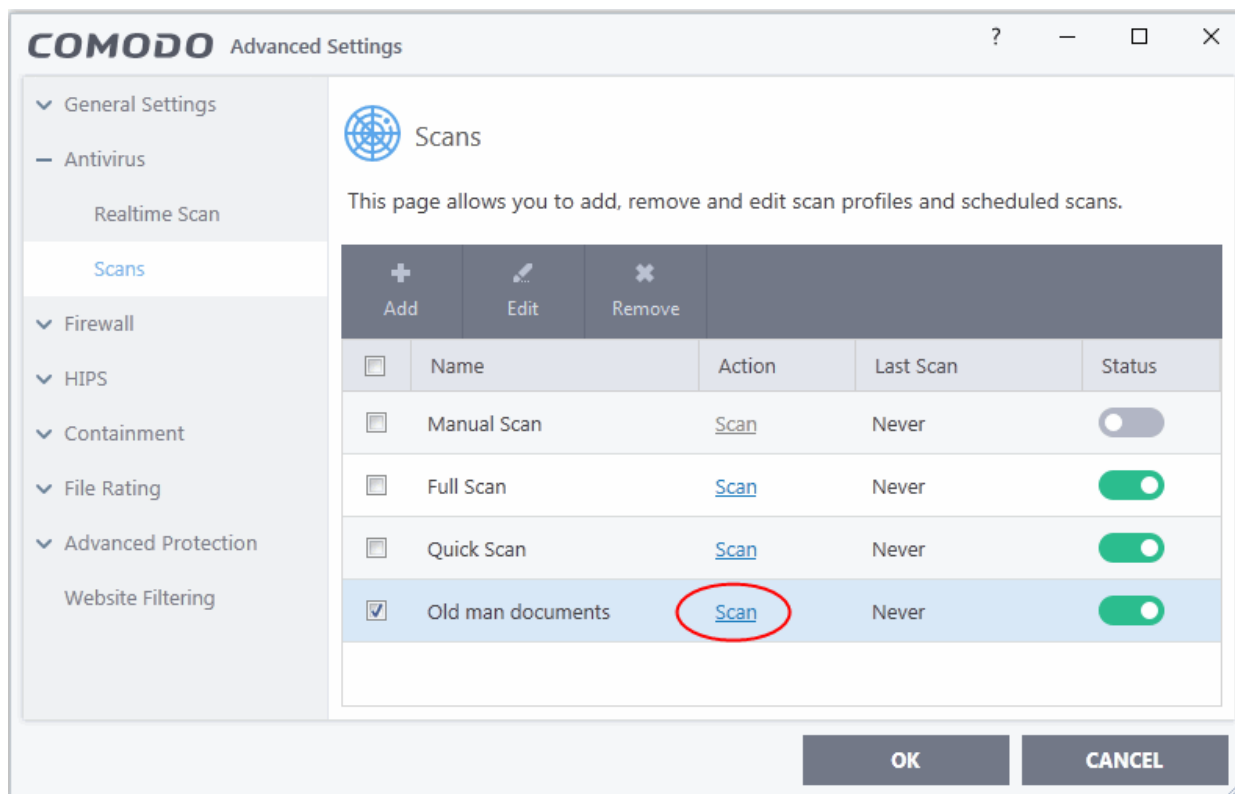 COMODO Advanced Settings ?
General Settings
Antivirus
Realtime Scan
Scans
Firewall
HIPS
Containment
File Rating
Advanced Protection
Website Filtering
Scans
This page allows you to add, remove and edit scan profiles and scheduled scans.
Add Edit Remove
Name Action Last Scan Status
Manual Scan Scan Never
Full Scan Scan Never
Quick Scan Scan Never
Old man documents Scan Never
OK CANCEL